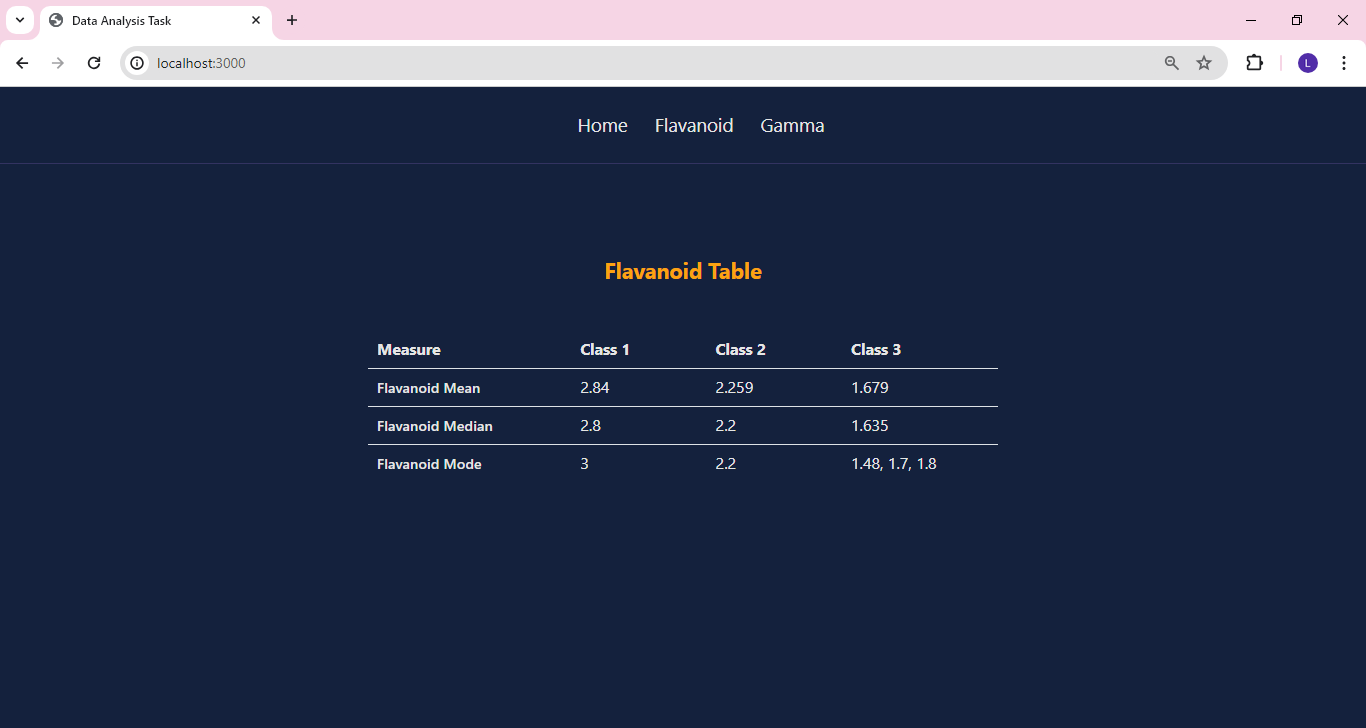 Data Analysis Task
localhost:3000
L
Home Flavanoid Gamma
Flavanoid Table
Measure Class 1 Class 2 Class 3
Flavanoid Mean 2.84 2.259 1.679
Flavanoid Median 2.8 2.2 1.635
Flavanoid Mode 3 2.2 1.48, 1.7, 1.8